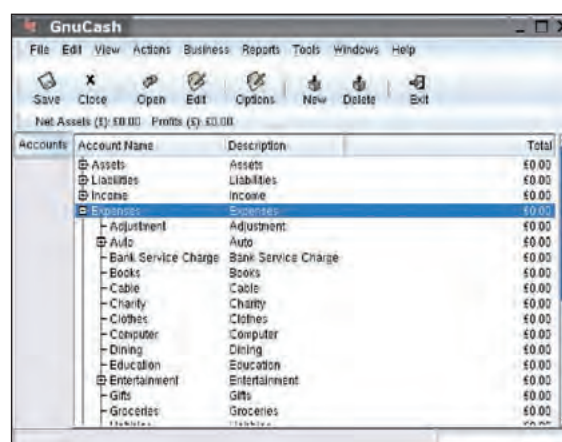 GnuCash
File Edit View Actions Business Reports Tools Windows Help
Save Close Open Edit Options New Delete Exit
Net Assets (£): £0.00 Profits (£): £0.00
Accounts Account Name Description Total
Assets Assets £0.00
Liabilities Liabilities £0.00
Income Income £0.00
Expenses Expenses £0.00
Adjustment Adjustment £0.00
Auto Auto £0.00
Bank Service Charge Bank Service Charge £0.00
Books Books £0.00
Cable Cable £0.00
Charity Charity £0.00
Clothes Clothes £0.00
Computer Computer £0.00
Dining Dining £0.00
Education Education £0.00
Entertainment Entertainment £0.00
Gifts Gifts £0.00
Groceries Groceries £0.00